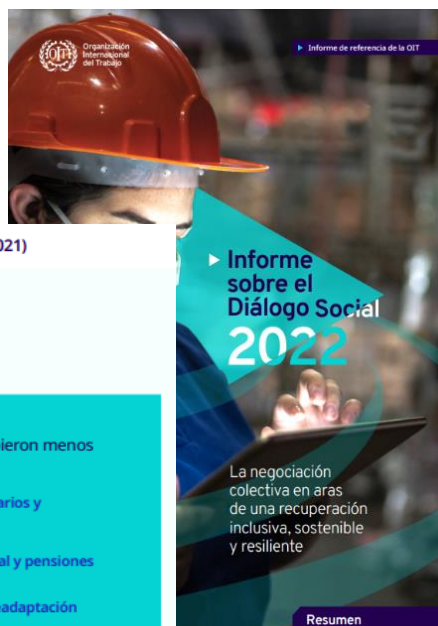 Organización
Internacional
del Trabajo
Informe de referencia de la OIT
Informe
sobre el
Diálogo Social
2022
La negociación
colectiva en aras
de una recuperación
inclusiva, sostenible
y resiliente
Resumen
021)
ieron menos
arios y
al y pensiones
adaptación